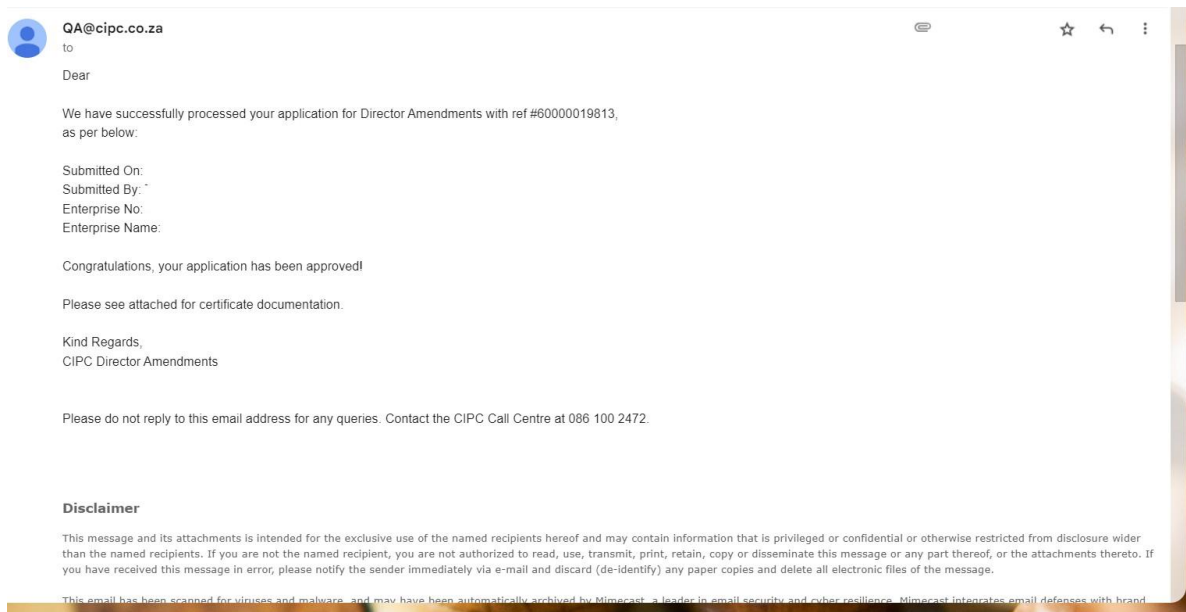 QA@cipc.co.za
to
Dear
We have successfully processed your application for Director Amendments with ref #60000019813,
as per below:
Submitted On:
Submitted By:
Enterprise No:
Enterprise Name:
Congratulations, your application has been approved!
Please see attached for certificate documentation.
Kind Regards,
CIPC Director Amendments
Please do not reply to this email address for any queries. Contact the CIPC Call Centre at 086 100 2472.
Disclaimer
This message and its attachments is intended for the exclusive use of the named recipients hereof and may contain information that is privileged or confidential or otherwise restricted from disclosure wider
than the named recipients. If you are not the named recipient, you are not authorized to read, use, transmit, print, retain, copy or disseminate this message or any part thereof, or the attachments thereto. If
you have received this message in error, please notify the sender immediately via e-mail and discard (de-identify) any paper copies and delete all electronic files of the message.
This email has been scanned for viruses and malware, and may have been automatically archived by Mimecast, a leader in email security and cyber resilience. Mimecast integrates email defenses with brand